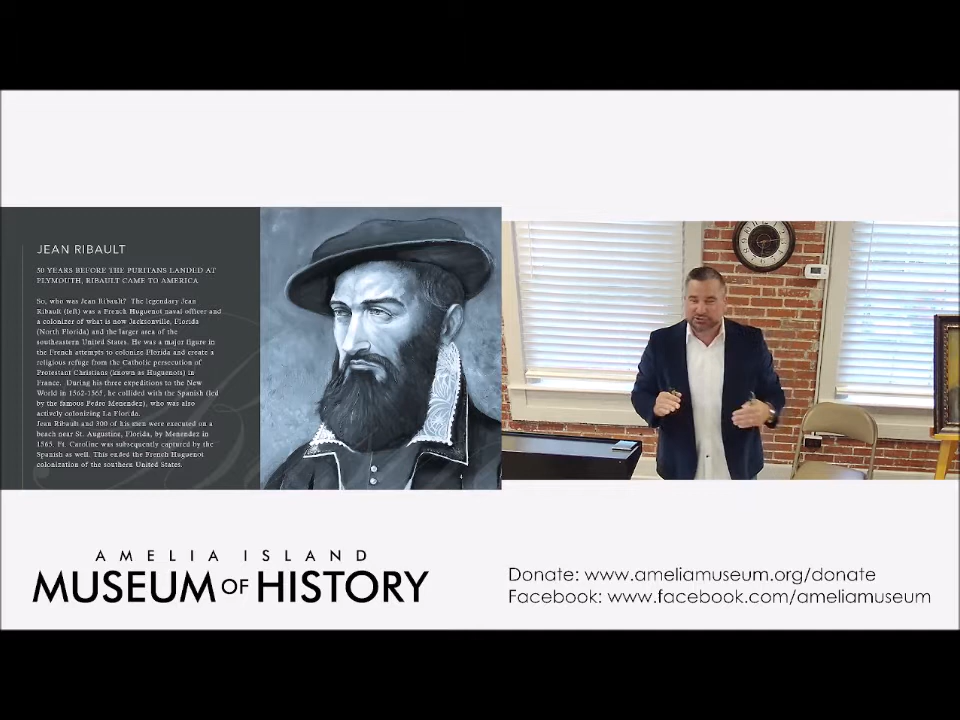 JEAN RIBAULT
50 YEARS BEFORE THE PURITANS LANDED AT
PLYMOUTH, RIBAULT CAME TO AMERICA.
So, who was Jean Ribault? The legendary Jean
Ribault (left) was a French Huguenot naval officer and
a colonizer of what is now Jacksonville, Florida
(North Florida) and the larger area of the
southeastern United States. He was a major figure in
the French attempts to colonize Florida and create a
religious refuge from the Catholic persecution of
Protestant Christians (known as Huguenots) in
France. During his three expeditions to the New
World in 1562-1565, he collided with the Spanish (led
by the famous Pedro Menendez), who was also
actively colonizing La Florida.
Jean Ribault and 300 of his men were executed on a
beach near St. Augustine, Florida, by Menendez in
1565. Ft. Caroline was subsequently captured by the
Spanish as well. This ended the French Huguenot
colonization of the southern United States.
AMELIA ISLAND
MUSEUM OF HISTORY
Donate: www.ameliamuseum.org/donate
Facebook: www.facebook.com/ameliamuseum